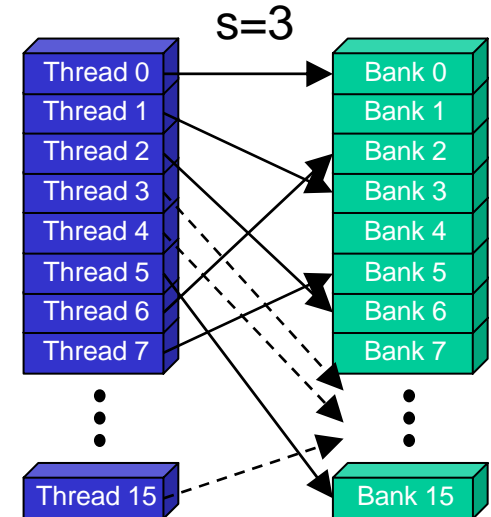 s=3
Thread 0
Thread 1
Thread 2
Thread 3
Thread 4
Thread 5
Thread 6
Thread 7
Thread 15
Bank 0
Bank 1
Bank 2
Bank 3
Bank 4
Bank 5
Bank 6
Bank 7
Bank 15